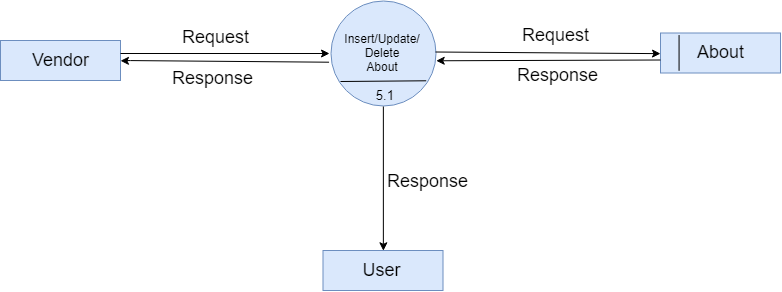 Vendor
Request
Response
Insert/Update/
Delete
About
5.1
Request
Response
About
Response
User